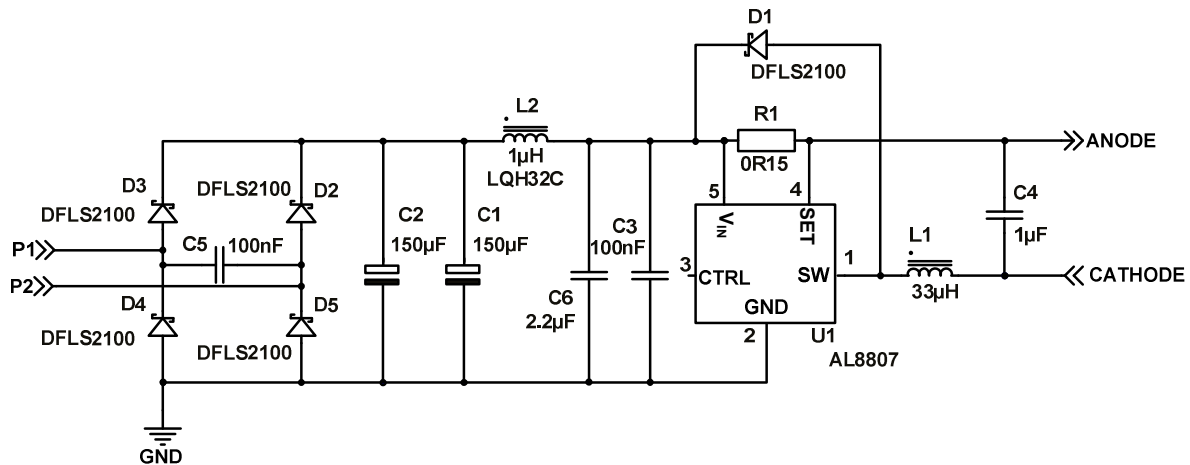 D1
DFLS2100
L2
1µH
LQH32C
R1
0R15
ANODE
D3
DFLS2100
DFLS2100
D2
P1
C5
100nF
P2
D4
DFLS2100
D5
DFLS2100
C2
150µF
C1
150µF
C6
2.2µF
C3
100nF
5
4
VIN
SET
3
CTRL
SW
1
GND
2
U1
AL8807
L1
33µH
C4
1µF
CATHODE
GND